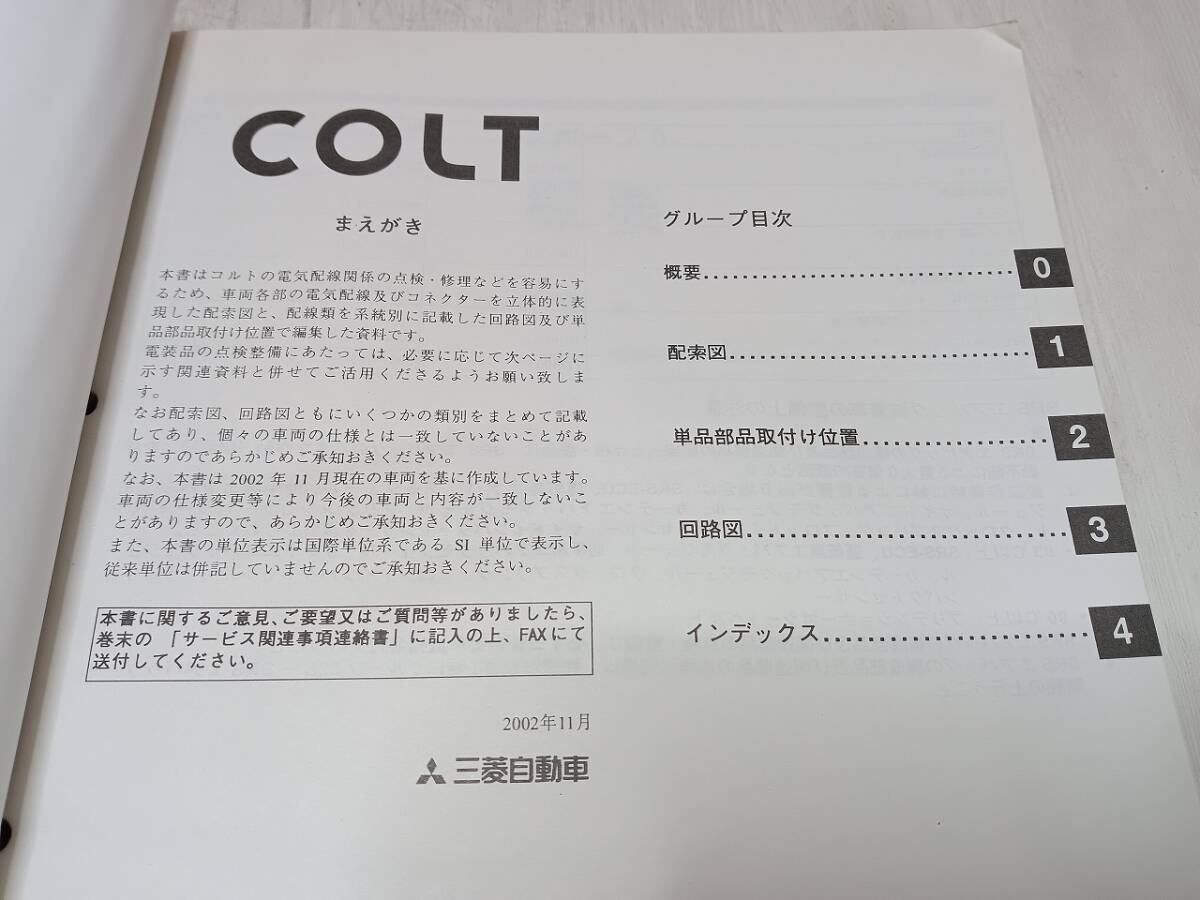 COLT
まえがき
本書はコルトの電気配線関係の点検・修理などを容易にす
るため、車両各部の電気配線及びコネクターを立体的に表
現した配索図と、配線類を系統別に記載した回路図及び単
品部品取付け位置で編集した資料です。
電装品の点検整備にあたっては、必要に応じて次ページに
示す関連資料と併せてご活用くださるようお願い致しま
す。
なお配索図、回路図ともにいくつかの類別をまとめて記載
してあり、個々の車両の仕様とは一致していないことがあ
りますのであらかじめご承知おきください。
なお、本書は 2002 年 11 月現在の車両を基に作成しています。
車両の仕様変更等により今後の車両と内容が一致しないこ
とがありますので、あらかじめご承知おきください。
また、本書の単位表示は国際単位系である SI 単位で表示し、
従来単位は併記していませんのでご承知おきください。
本書に関するご意見、ご要望又はご質問等がありましたら、
巻末の 「サービス関連事項連絡書」に記入の上、FAXにて
送付してください。
2002年11月
三菱自動車
グループ目次
概要 0
配索図 1
単品部品取付け位置 2
回路図 3
インデックス 4